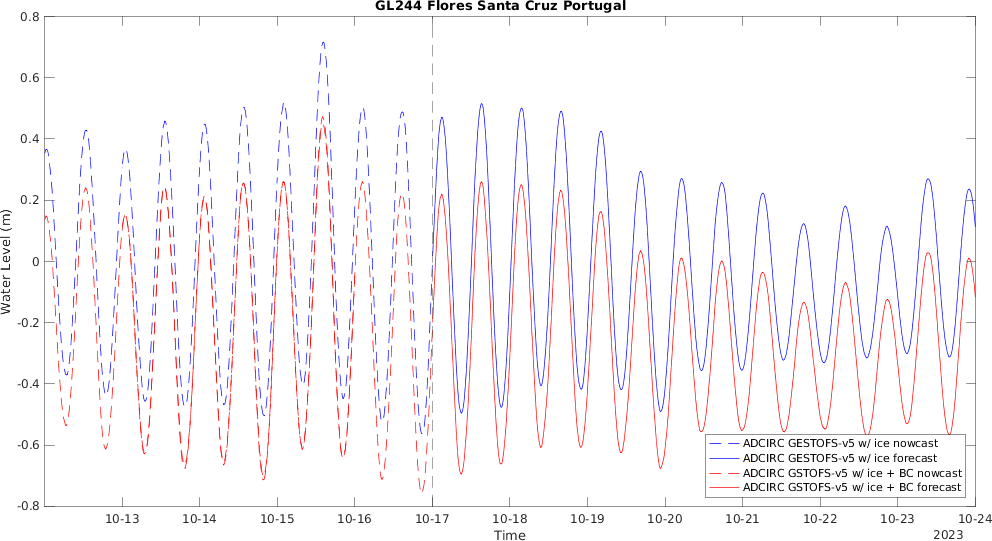 GL244 Flores Santa Cruz Portugal
0.8
0.6
0.4
0.2
0
-0.2
-0.4
-0.6
-0.8
Water Level (m)
10-13 10-14 10-15 10-16 10-17 10-18 10-19 10-20 10-21 10-22 10-23 10-24
Time
2023
ADCIRC GESTOFS-v5 w/ ice nowcast
ADCIRC GESTOFS-v5 w/ ice forecast
ADCIRC GSTOFS-v5 w/ ice + BC nowcast
ADCIRC GSTOFS-v5 w/ ice + BC forecast